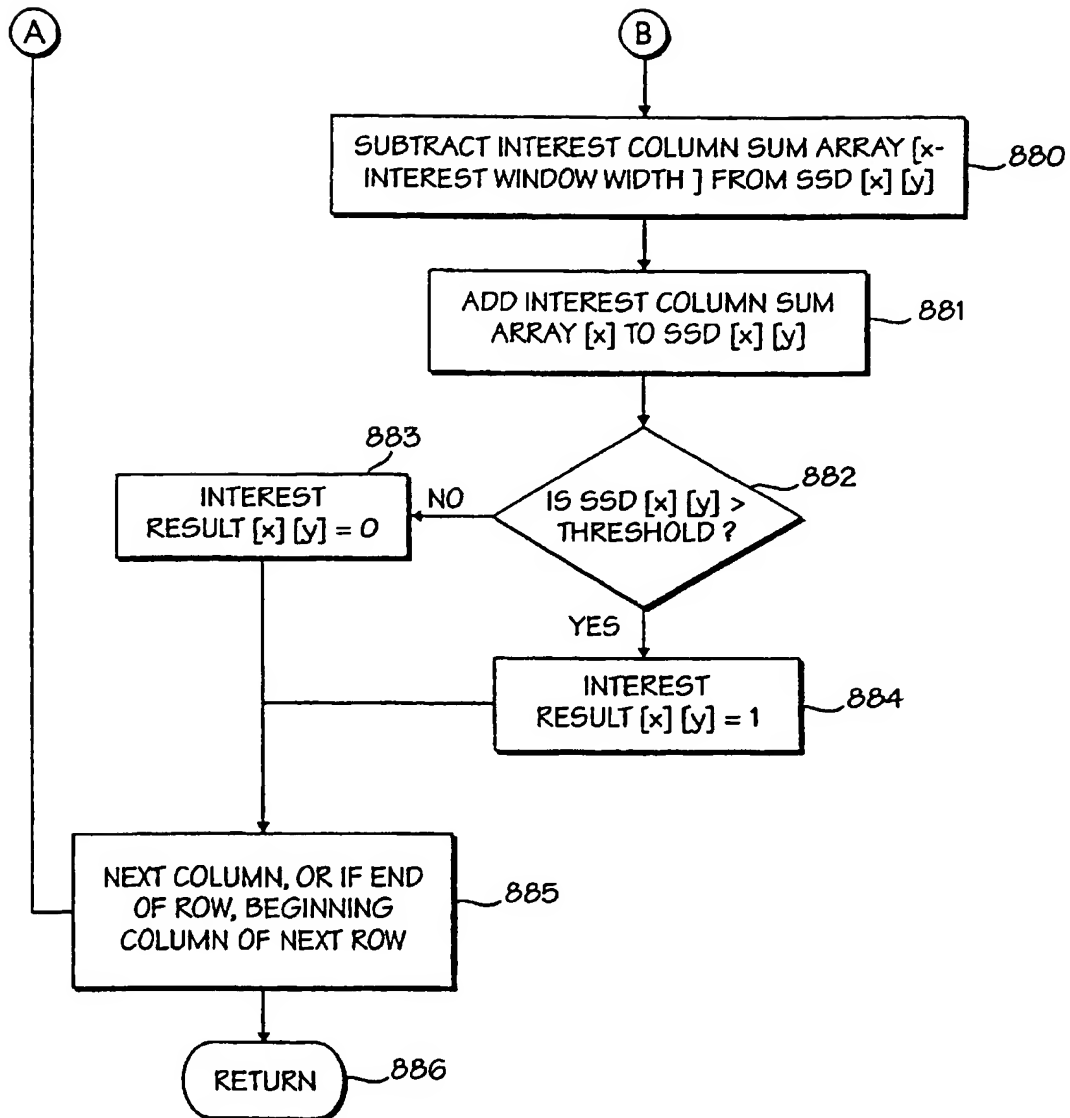 A
B
SUBTRACT INTEREST COLUMN SUM ARRAY [x-
INTEREST WINDOW WIDTH ] FROM SSD [x] [y]
880
ADD INTEREST COLUMN SUM
ARRAY [x] TO SSD [x] [y]
881
883
INTEREST
RESULT [x] [y] = 0
NO
IS SSD [x] [y] >
THRESHOLD ?
882
YES
INTEREST
RESULT [x] [y] = 1
884
NEXT COLUMN, OR IF END
OF ROW, BEGINNING
COLUMN OF NEXT ROW
885
RETURN
886